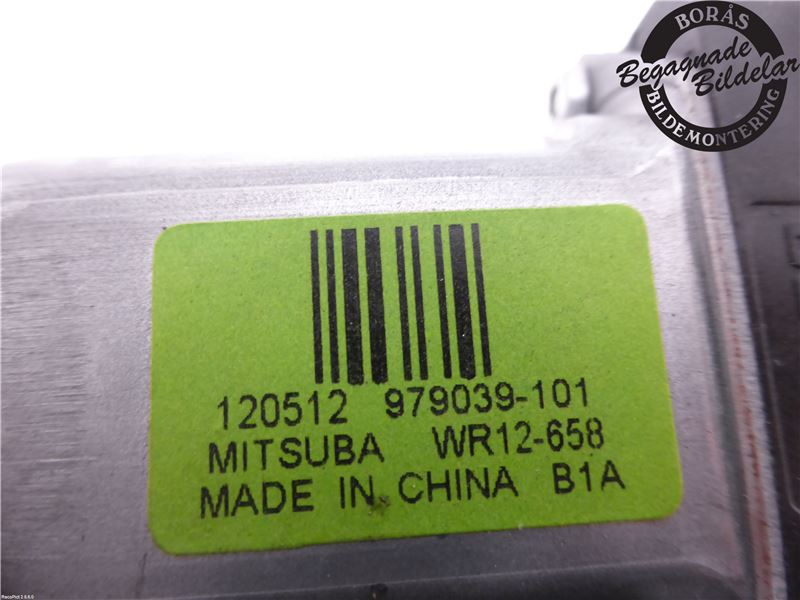 BORÅS
Begagnade
Bildelar
BILDEMONTERING
120512 979039-101
MITSUBA WR12-658
MADE IN CHINA B1A